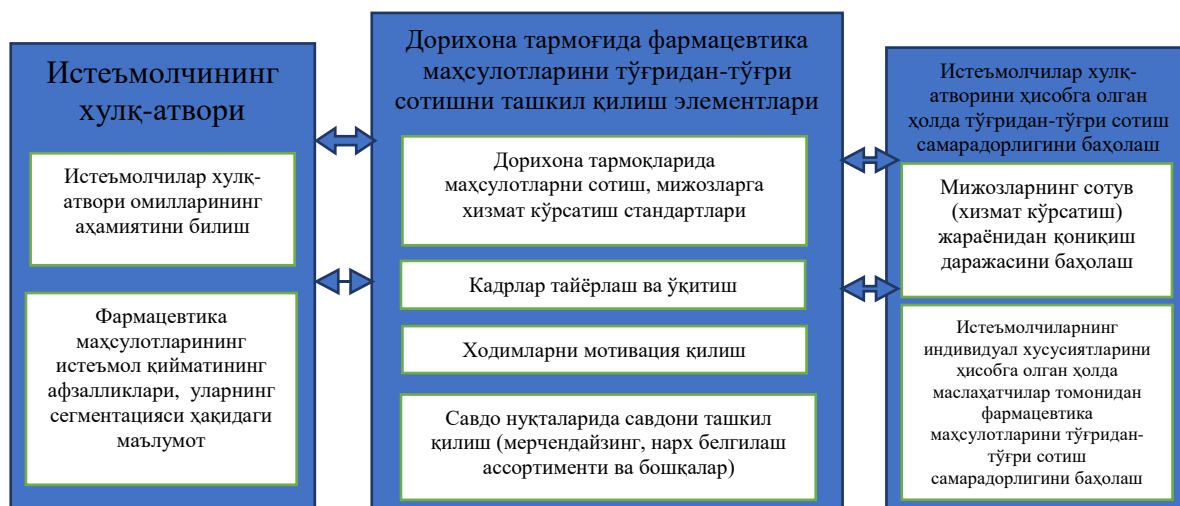 Истеъмолчининг
хулқ-атвори
Истеъмолчилар хулқ-
атвори омилларининг
аҳамиятини билиш
Фармацевтика
маҳсулотларининг
истеъмол қийматининг
афзалликлари, уларнинг
сегментацияси ҳақидаги
маълумот
Дорихона тармоғида фармацевтика
маҳсулотларини тўғридан-тўғри
сотишни ташкил қилиш элементлари
Дорихона тармоқларида
маҳсулотларни сотиш, мижозларга
хизмат кўрсатиш стандартлари
Кадрлар тайёрлаш ва ўқитиш
Ходимларни мотивация қилиш
Савдо нуқталарида савдони ташкил
қилиш (мерчендайзинг, нарх белгилаш
ассортименти ва бошқалар)
Истеъмолчилар хулқ-
атворини ҳисобга олган
ҳолда тўғридан-тўғри сотиш
самарадорлигини баҳолаш
Мижозларнинг сотув
(хизмат кўрсатиш)
жараёнидан қониқиш
даражасини баҳолаш
Истеъмолчиларнинг
индивидуал хусусиятларини
ҳисобга олган ҳолда
маслаҳатчилар томонидан
фармацевтика
маҳсулотларини тўғридан-
тўғри сотиш
самарадорлигини баҳолаш